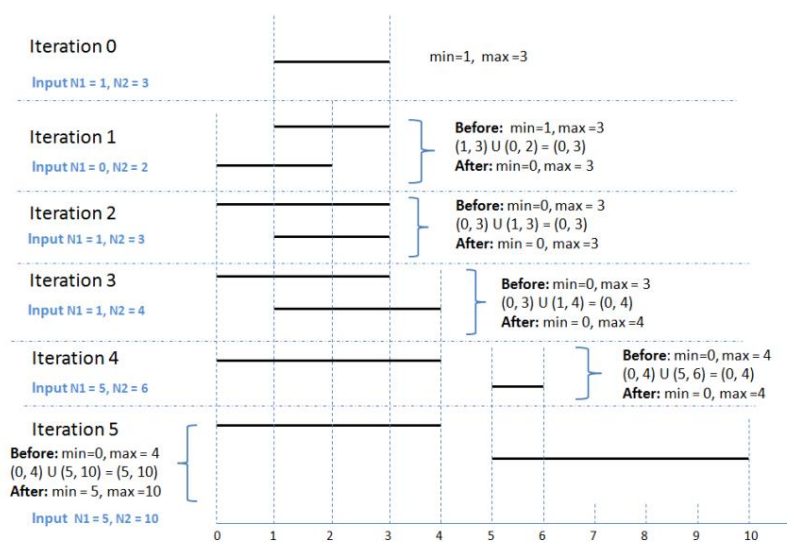 Iteration 0
min=1, max=3
Input N1 = 1, N2 = 3
Iteration 1
Input N1 = 0, N2 = 2
Before: min=1, max=3
(1, 3) U (0, 2) = (0, 3)
After: min=0, max = 3
Iteration 2
Input N1 = 1, N2 = 3
Before: min=0, max = 3
(0, 3) U (1, 3) = (0, 3)
After: min = 0, max=3
Iteration 3
Input N1 = 1, N2 = 4
Before: min=0, max = 3
(0, 3) U (1, 4) = (0, 4)
After: min = 0, max=4
Iteration 4
Input N1 = 5, N2 = 6
Before: min=0, max = 4
(0, 4) U (5, 6) = (0, 4)
After: min = 0, max=4
Iteration 5
Before: min=0, max = 4
(0, 4) U (5, 10) = (5, 10)
After: min = 5, max=10
Input N1 = 5, N2 = 10
0 1 2 3 4 5 6 7 8 9 10